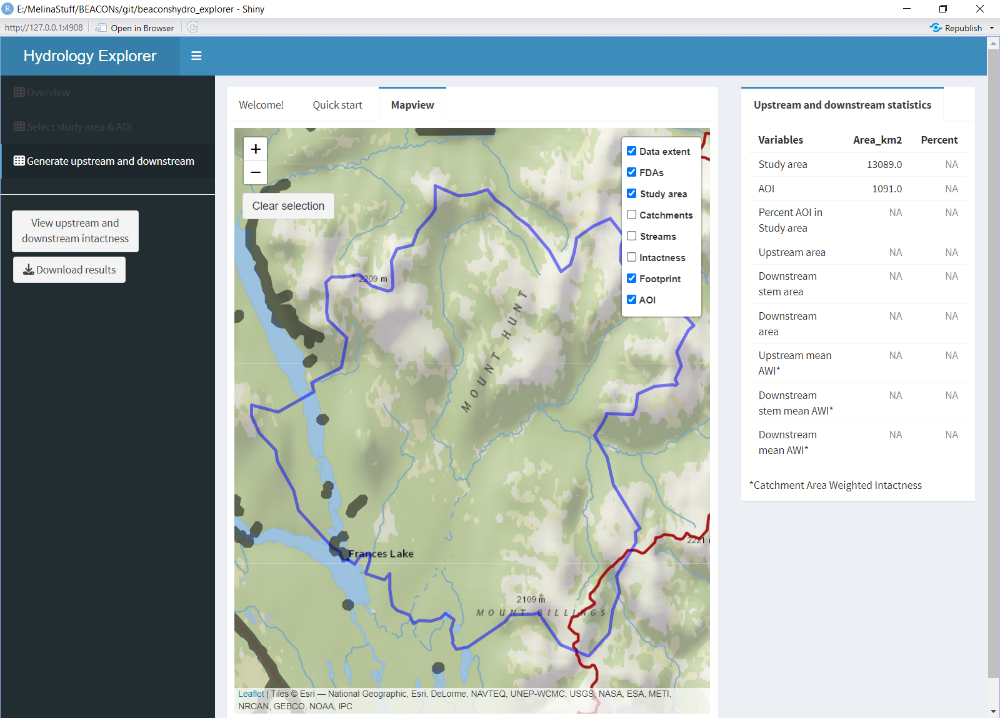 E:/MelinaStuff/BEACONs/git/beaconshydro_explorer - Shiny
http://127.0.0.1:4908
Open in Browser
Republish
Hydrology Explorer
Overview
Select study area & AOI
Generate upstream and downstream
View upstream and
downstream intactness
Download results
Welcome!
Quick start
Mapview
+
−
Clear selection
Data extent
FDAs
Study area
Catchments
Streams
Intactness
Footprint
AOI
2209 m
MOUNT HUNT
Frances Lake
2221
2109 m
MOUNT BILLINGS
Leaflet | Tiles © Esri — National Geographic, Esri, DeLorme, NAVTEQ, UNEP-WCMC, USGS, NASA, ESA, METI,
NRCAN, GEBCO, NOAA, iPC
Upstream and downstream statistics
Variables Area_km2 Percent
Study area 13089.0 NA
AOI 1091.0 NA
Percent AOI in NA NA
Study area
Upstream area NA NA
Downstream NA NA
stem area
Downstream NA NA
area
Upstream mean NA NA
AWI*
Downstream NA NA
stem mean AWI*
Downstream NA NA
mean AWI*
*Catchment Area Weighted Intactness